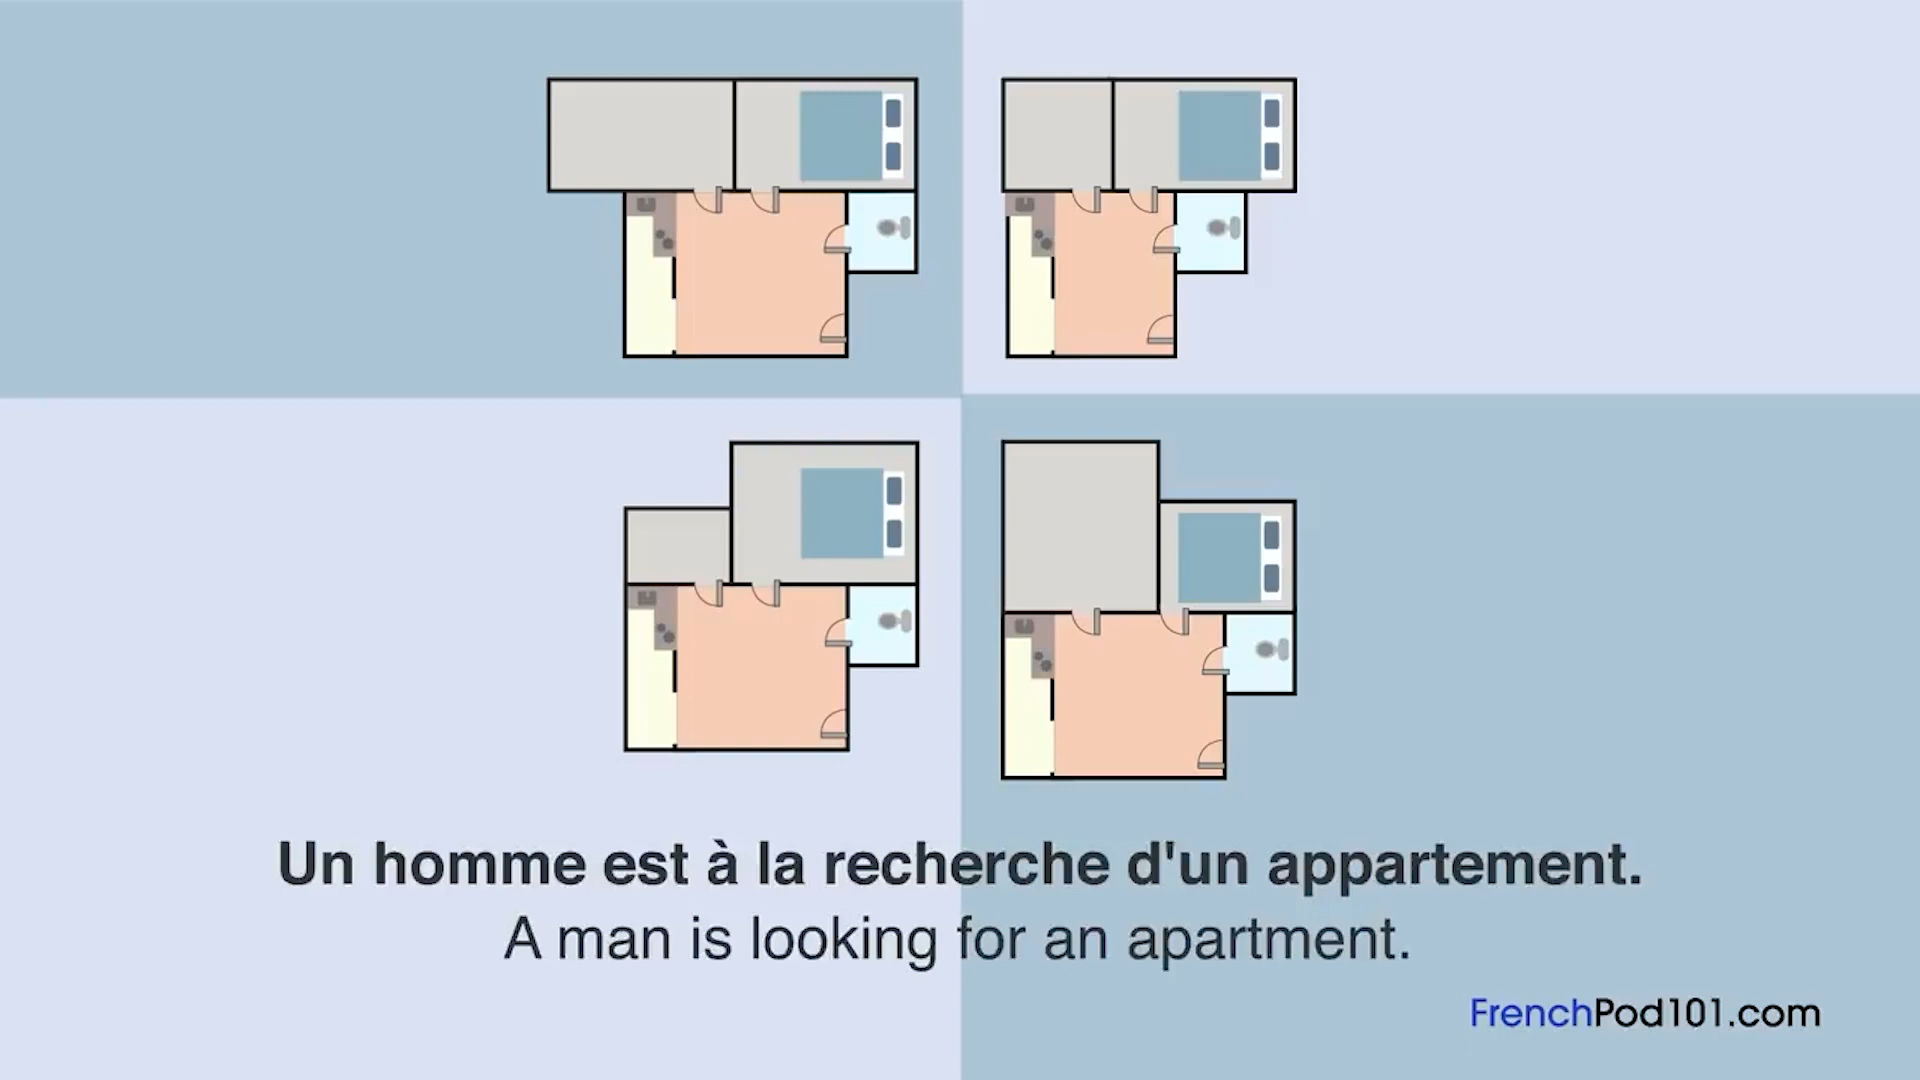 Un homme est à la recherche d'un appartement.
A man is looking for an apartment.
FrenchPod101.com